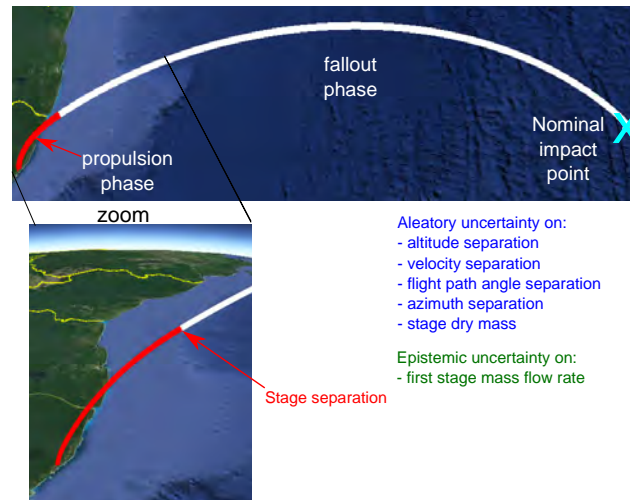 fallout
phase
Nominal
impact
point
propulsion
phase
zoom
Aleatory uncertainty on:
- altitude separation
- velocity separation
- flight path angle separation
- azimuth separation
- stage dry mass
Epistemic uncertainty on:
- first stage mass flow rate
Stage separation